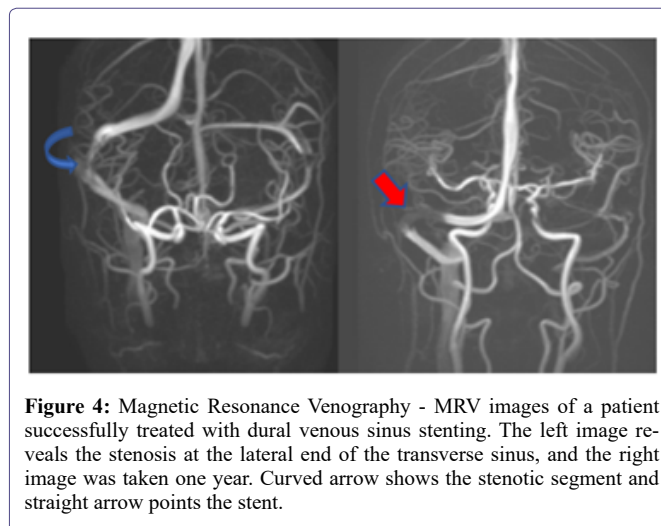 Figure 4: Magnetic Resonance Venography - MRV images of a patient
successfully treated with dural venous sinus stenting. The left image re-
veals the stenosis at the lateral end of the transverse sinus, and the right
image was taken one year. Curved arrow shows the stenotic segment and
straight arrow points the stent.